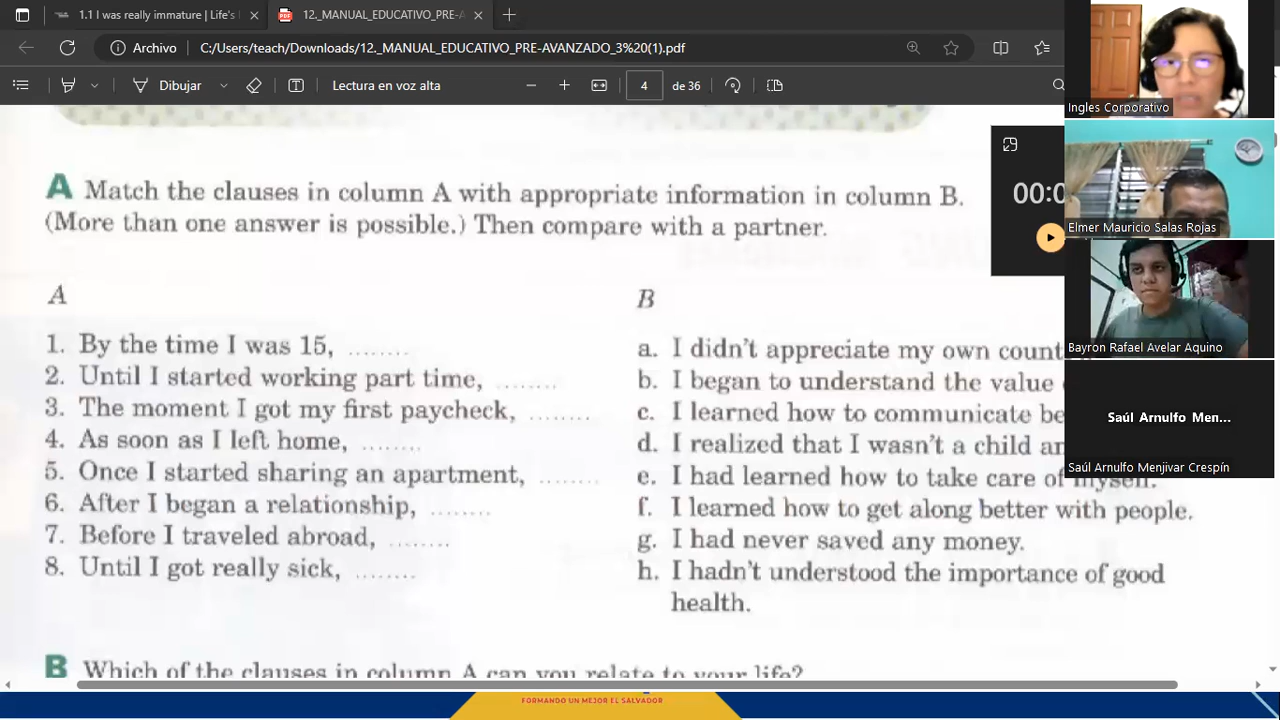 1.1 I was really immature | Life's
12._MANUAL_EDUCATIVO_PRE-A
Archivo
C:/Users/teach/Downloads/12._MANUAL_EDUCATIVO_PRE-AVANZADO_3%20(1).pdf
Dibujar
Lectura en voz alta
4
de 36
Ingles Corporativo
A Match the clauses in column A with appropriate information in column B.
(More than one answer is possible.) Then compare with a partner.
00:0
Elmer Mauricio Salas Rojas
A
1. By the time I was 15, ........
2. Until I started working part time, ........
3. The moment I got my first paycheck, ........
4. As soon as I left home, ........
5. Once I started sharing an apartment, ........
6. After I began a relationship, ........
7. Before I traveled abroad, ........
8. Until I got really sick, ........
B
a. I didn't appreciate my own count
b. I began to understand the value
c. I learned how to communicate be
d. I realized that I wasn't a child an
e. I had learned how to take care of myself.
f. I learned how to get along better with people.
g. I had never saved any money.
h. I hadn't understood the importance of good
health.
Bayron Rafael Avelar Aquino
Saúl Arnulfo Men...
Saúl Arnulfo Menjivar Crespín
B Which of the clauses in column A can you relate to your life?
FORMANDO UN MEJOR EL SALVADOR